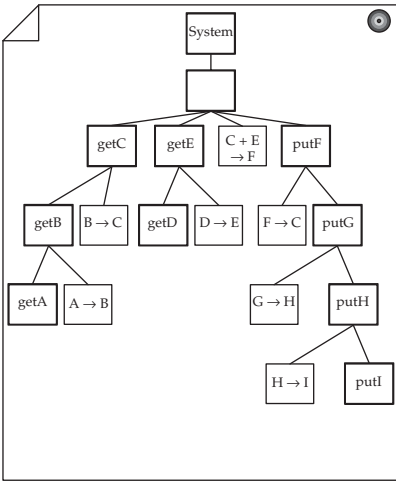 System
getC
getE
C + E
→ F
putF
getB
B → C
getD
D → E
F → C
putG
getA
A → B
G → H
putH
H → I
putI